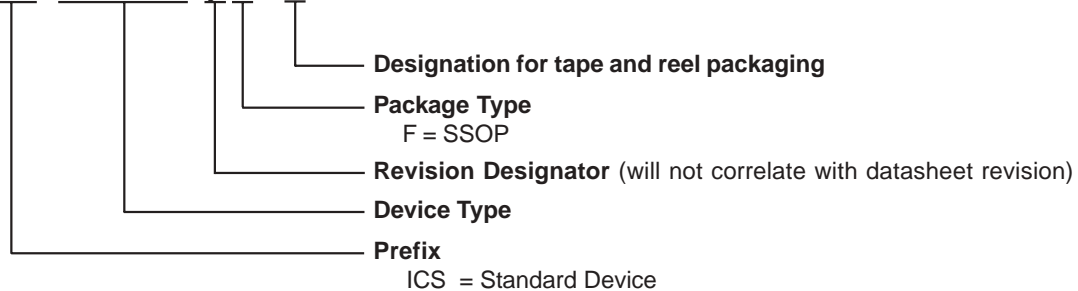 Designation for tape and reel packaging
Package Type
F = SSOP
Revision Designator (will not correlate with datasheet revision)
Device Type
Prefix
ICS = Standard Device